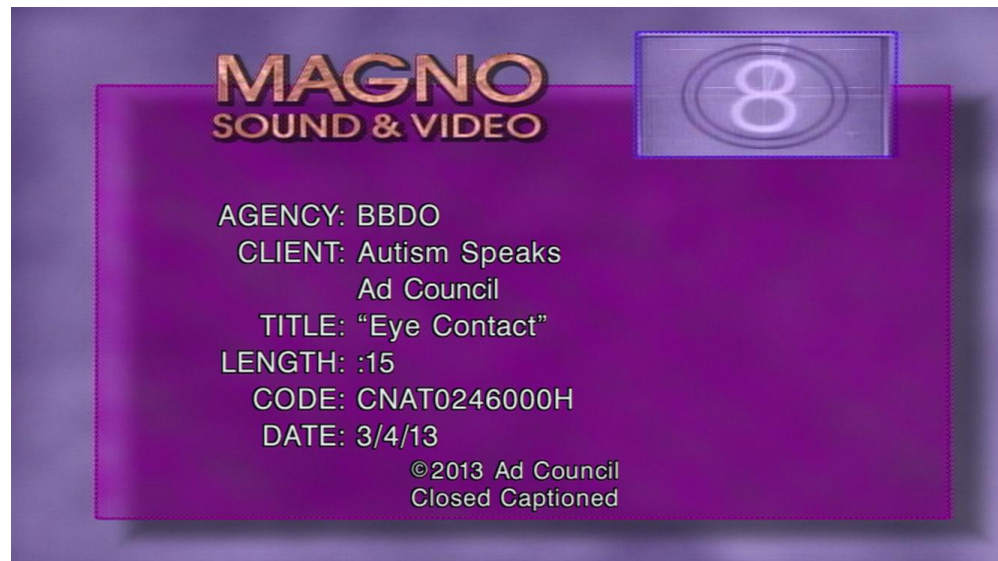 MAGNO
SOUND & VIDEO
8
AGENCY: BBDO
CLIENT: Autism Speaks
Ad Council
TITLE: “Eye Contact”
LENGTH: :15
CODE: CNAT0246000H
DATE: 3/4/13
©2013 Ad Council
Closed Captioned